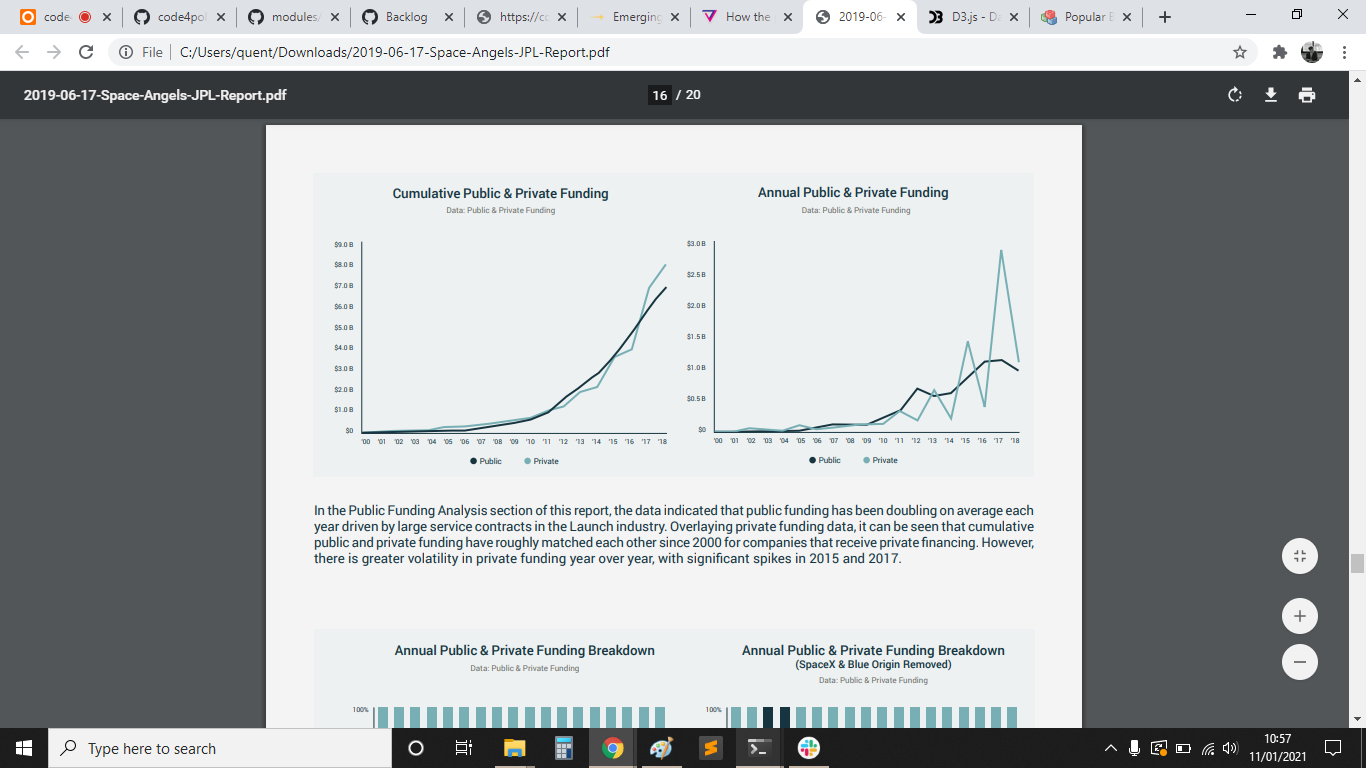 code
code4pol
modules/
Backlog
https://cc
Emerging
How the
2019-06-
D3.js - Da
Popular B
File
C:/Users/quent/Downloads/2019-06-17-Space-Angels-JPL-Report.pdf
2019-06-17-Space-Angels-JPL-Report.pdf
16 / 20
Cumulative Public & Private Funding
Data: Public & Private Funding
$9.0 B
$8.0 B
$7.0 B
$6.0 B
$5.0 B
$4.0 B
$3.0 B
$2.0 B
$1.0 B
$0
'00 '01 '02 '03 '04 '05 '06 '07 '08 '09 '10 '11 '12 '13 '14 '15 '16 '17 '18
Public Private
Annual Public & Private Funding
Data: Public & Private Funding
$3.0 B
$2.5 B
$2.0 B
$1.5 B
$1.0 B
$0.5 B
$0
'00 '01 '02 '03 '04 '05 '06 '07 '08 '09 '10 '11 '12 '13 '14 '15 '16 '17 '18
Public Private
In the Public Funding Analysis section of this report, the data indicated that public funding has been doubling on average each
year driven by large service contracts in the Launch industry. Overlaying private funding data, it can be seen that cumulative
public and private funding have roughly matched each other since 2000 for companies that receive private financing. However,
there is greater volatility in private funding year over year, with significant spikes in 2015 and 2017.
Annual Public & Private Funding Breakdown
Data: Public & Private Funding
100%
Annual Public & Private Funding Breakdown
(SpaceX & Blue Origin Removed)
Data: Public & Private Funding
100%
Type here to search
10:57
11/01/2021